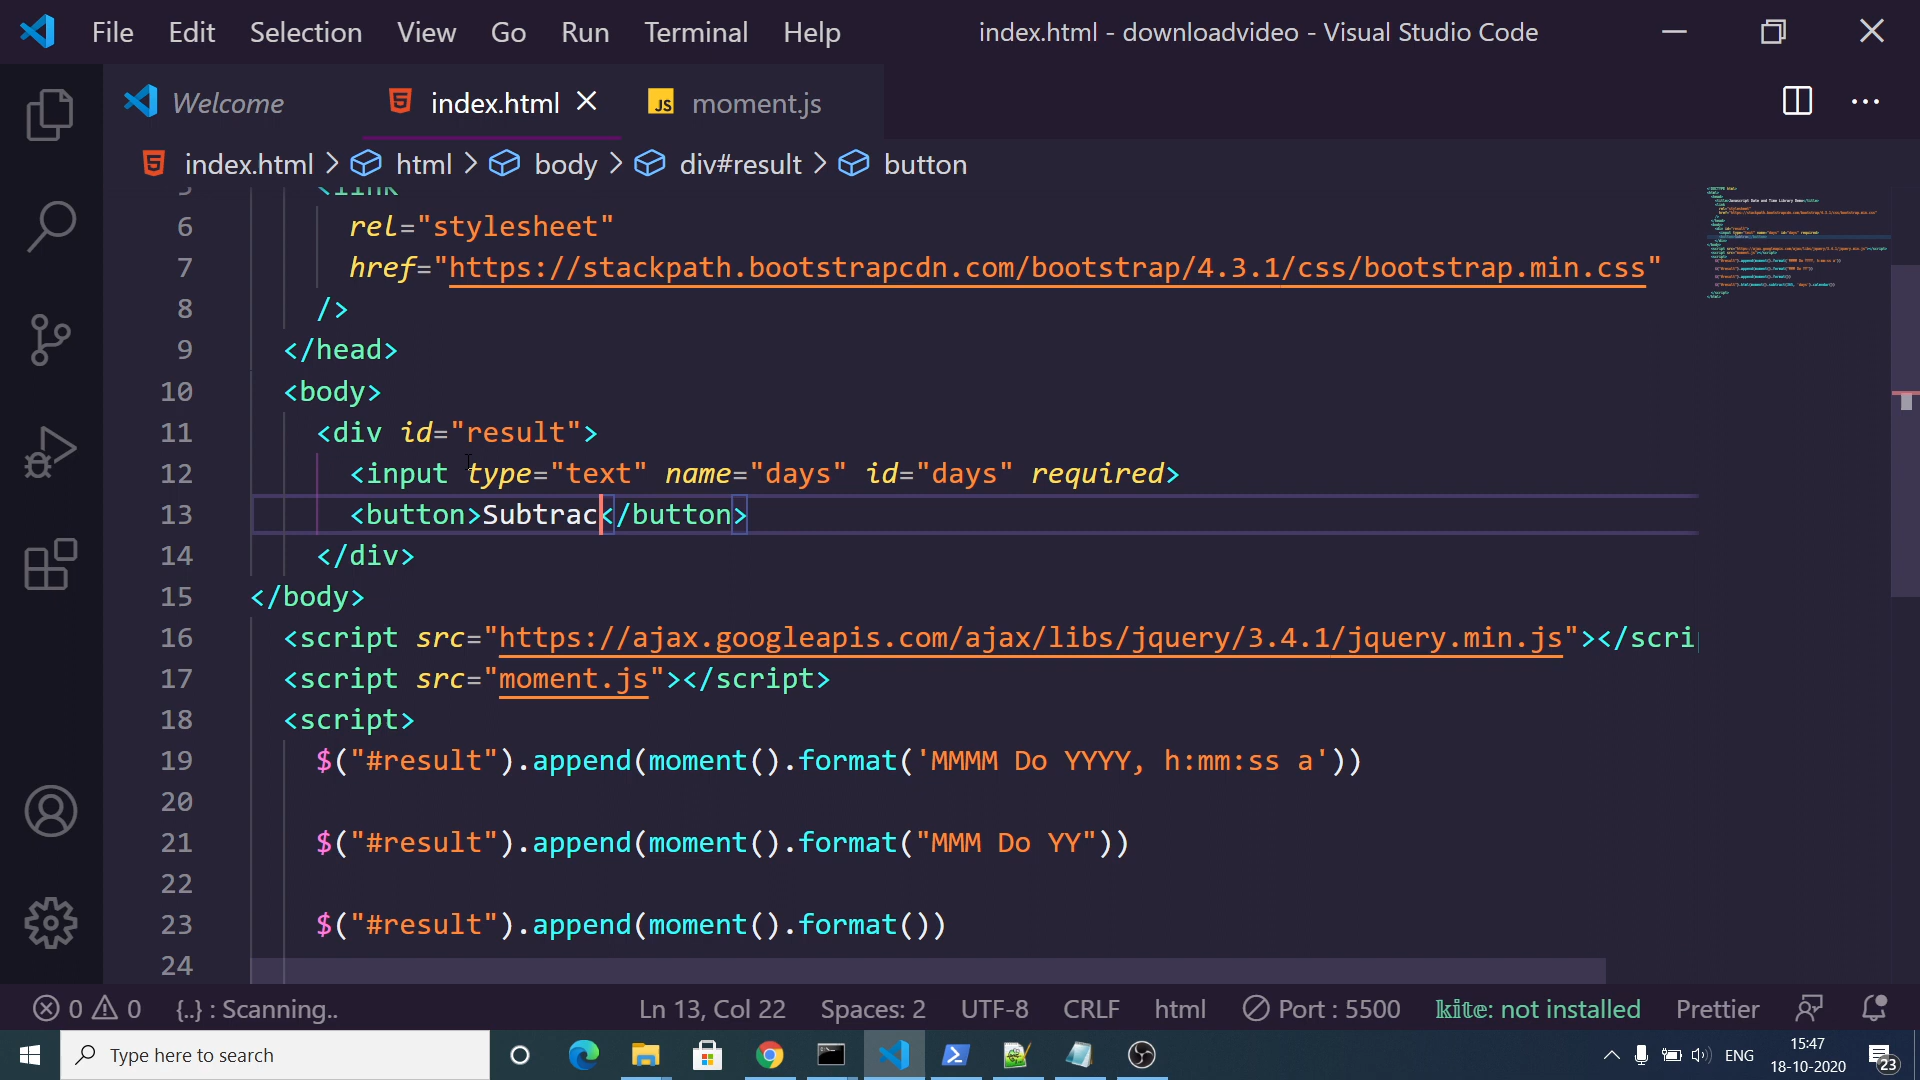 File Edit Selection View Go Run Terminal Help index.html - downloadvideo - Visual Studio Code
Welcome index.html moment.js
index.html > html > body > div#result > button
5 <link
6 rel="stylesheet"
7 href="https://stackpath.bootstrapcdn.com/bootstrap/4.3.1/css/bootstrap.min.css"
8 />
9 </head>
10 <body>
11 <div id="result">
12 <input type="text" name="days" id="days" required>
13 <button>Subtrac</button>
14 </div>
15 </body>
16 <script src="https://ajax.googleapis.com/ajax/libs/jquery/3.4.1/jquery.min.js"></scri
17 <script src="moment.js"></script>
18 <script>
19 $("#result").append(moment().format('MMMM Do YYYY, h:mm:ss a'))
20
21 $("#result").append(moment().format("MMM Do YY"))
22
23 $("#result").append(moment().format())
24
0 0 {..} : Scanning.. Ln 13, Col 22 Spaces: 2 UTF-8 CRLF html Port : 5500 kite: not installed Prettier
Type here to search ENG 15:47
18-10-2020 23